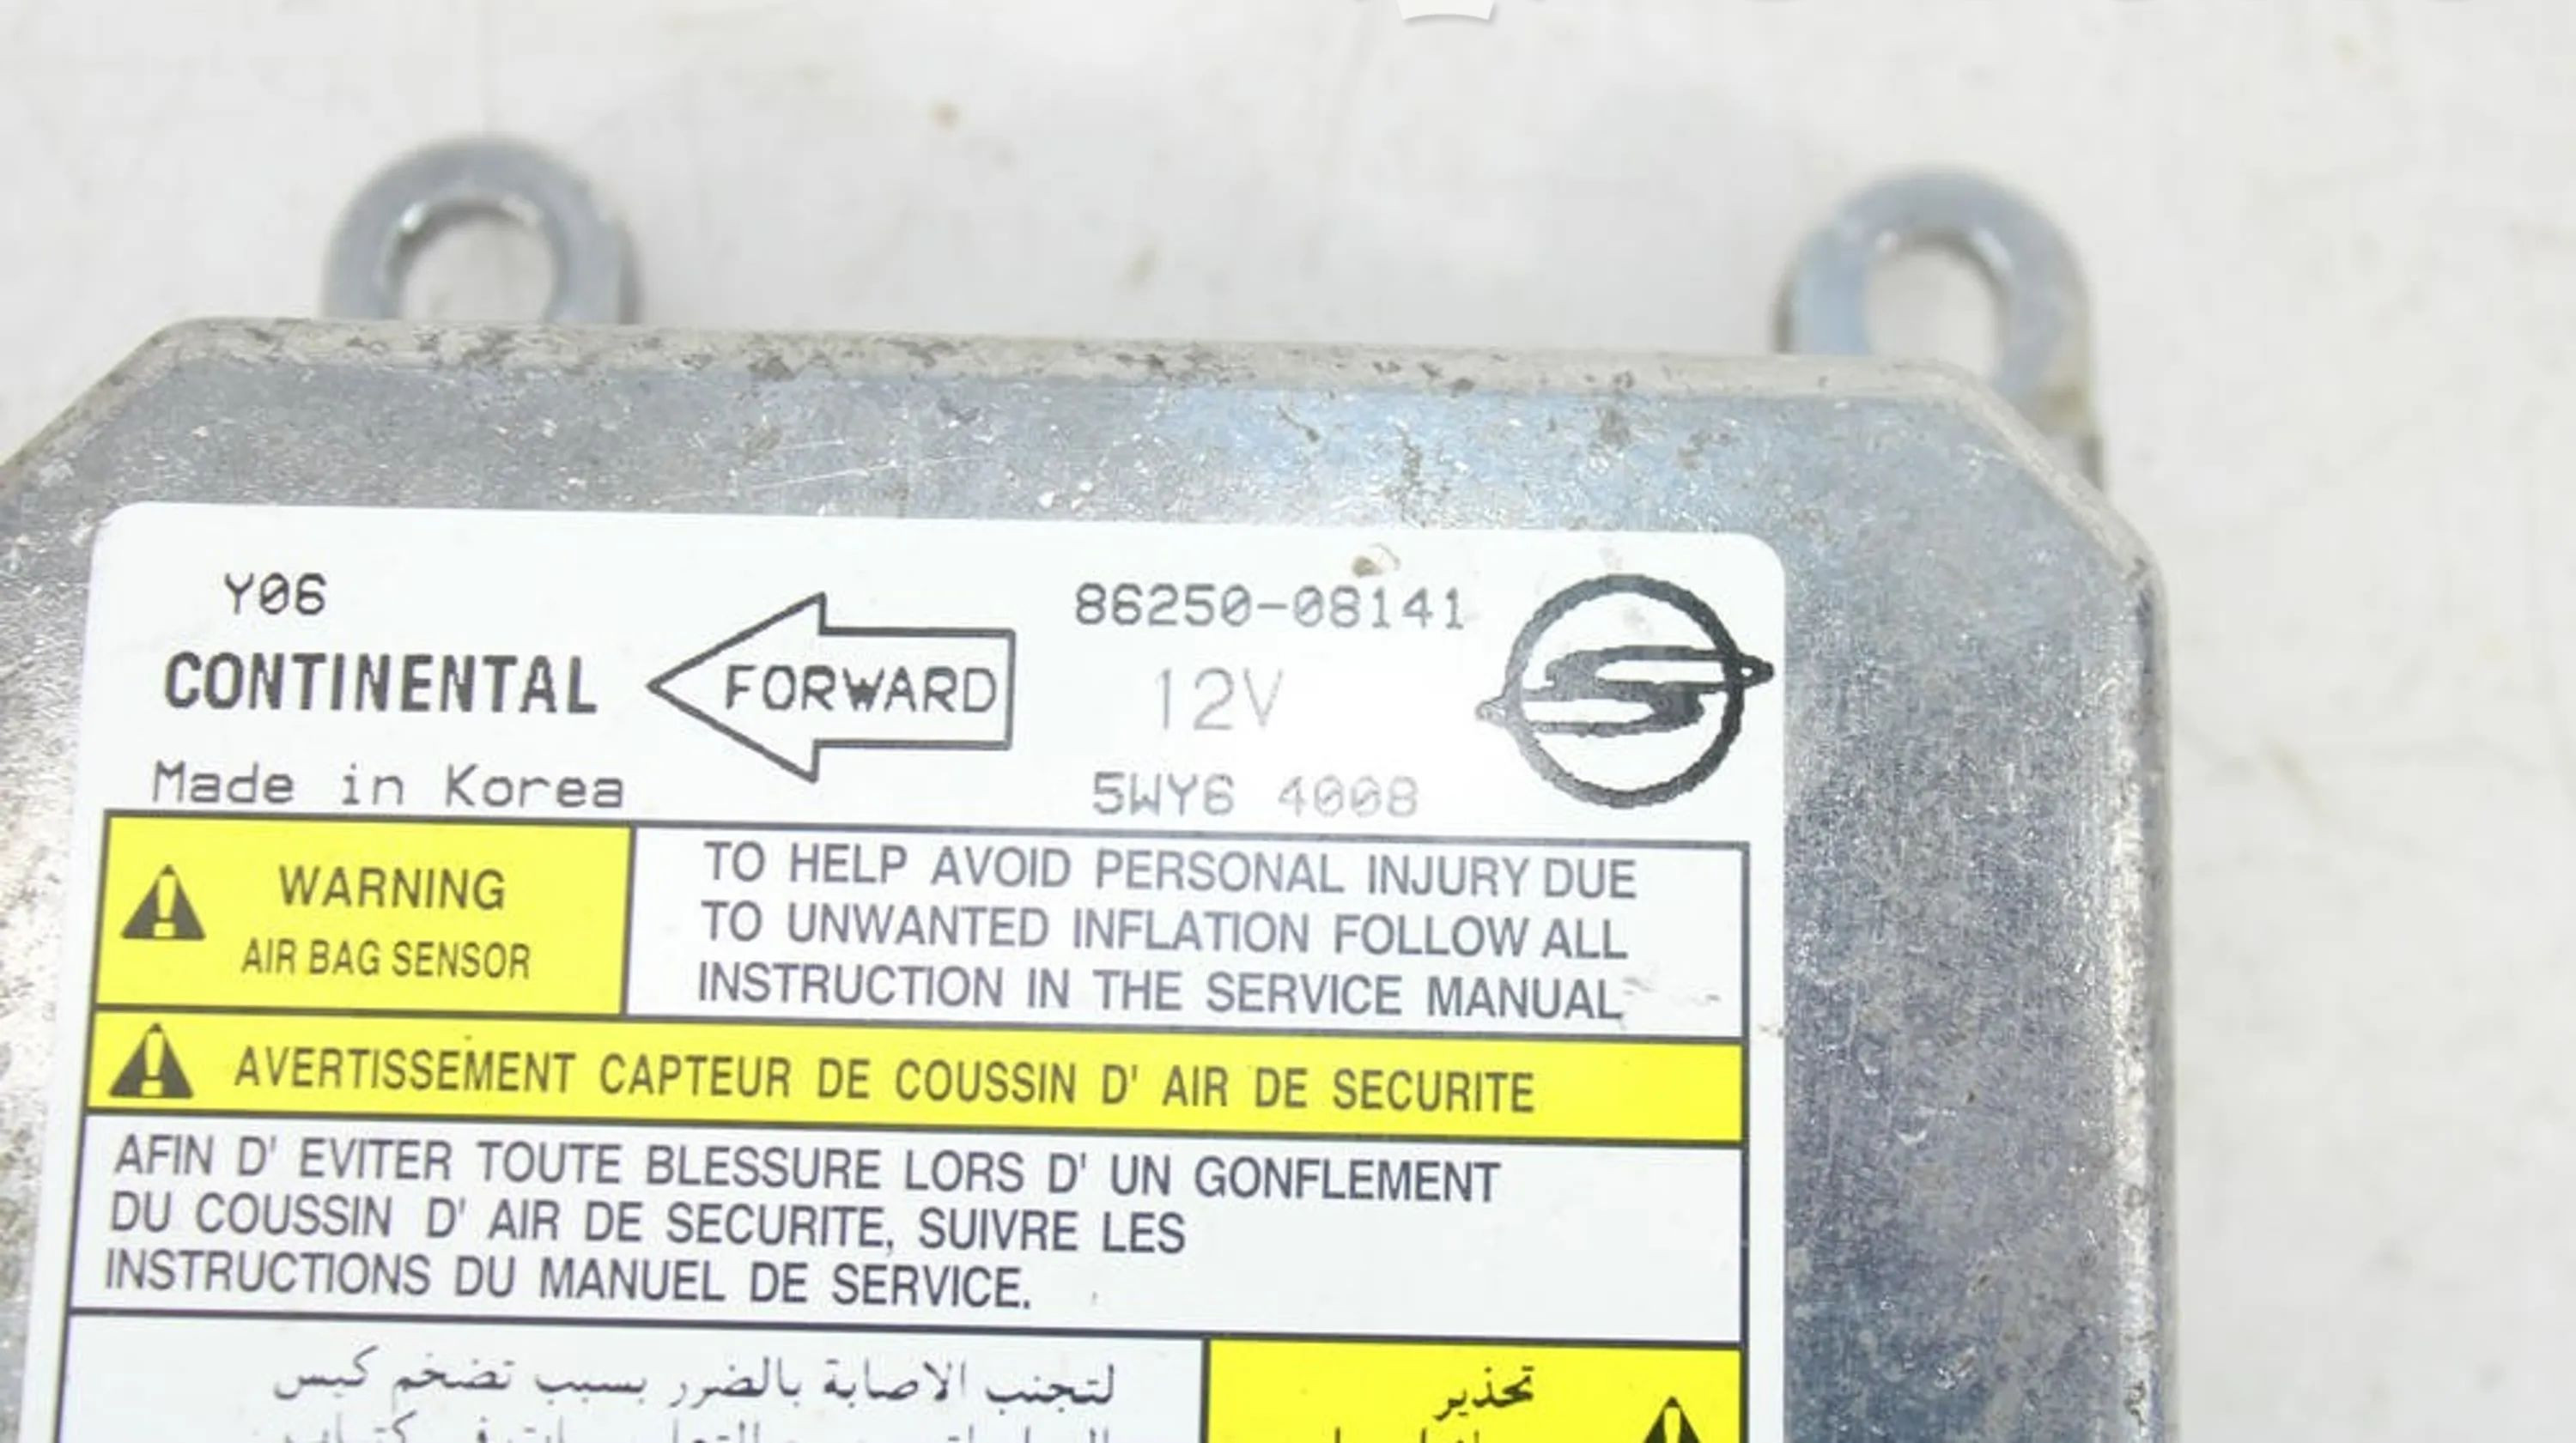 Y06
CONTINENTAL
Made in Korea
FORWARD
86250-08141
12V
5WY6 4008
WARNING
AIR BAG SENSOR
TO HELP AVOID PERSONAL INJURY DUE
TO UNWANTED INFLATION FOLLOW ALL
INSTRUCTION IN THE SERVICE MANUAL
AVERTISSEMENT CAPTEUR DE COUSSIN D' AIR DE SECURITE
AFIN D' EVITER TOUTE BLESSURE LORS D' UN GONFLEMENT
DU COUSSIN D' AIR DE SECURITE, SUIVRE LES
INSTRUCTIONS DU MANUEL DE SERVICE.
تحذير
لتجنب الاصابة بالضرر بسبب تضخم كبس